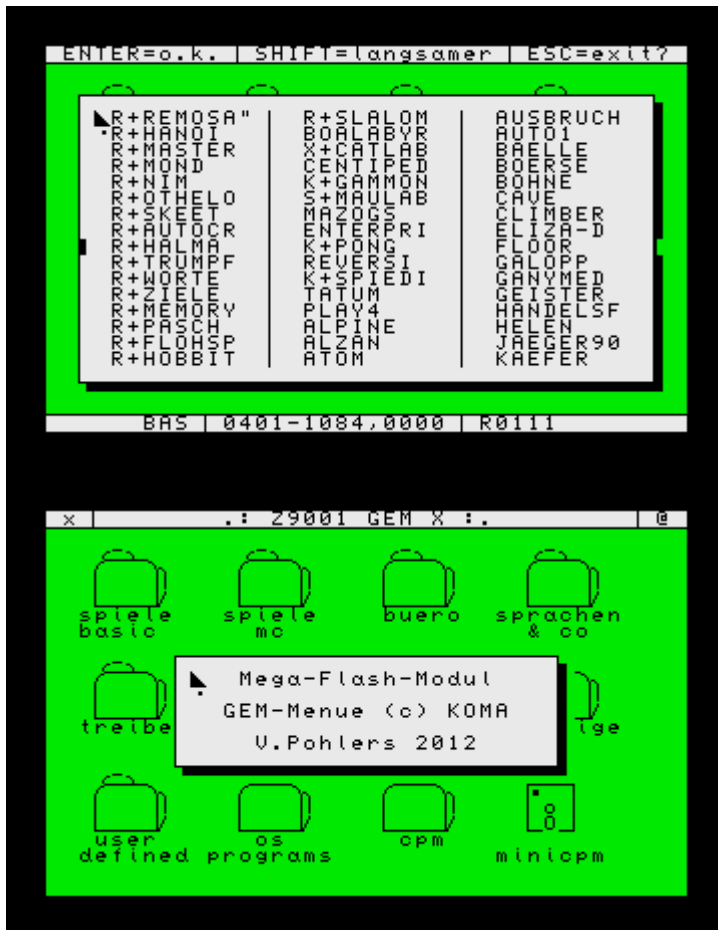 ENTER=o.k. | SHIFT=langsamer | ESC=exit?
R+REMOSA" | R+SLALOM | AUSBRUCH
R+HANOI | BOALABYR | AUTO1
R+MASTER | X+CATLAB | BAELLE
R+MOND | CENTIPED | BOERSE
R+NIM | K+GAMMON | BOHNE
R+OTHELO | S+MAULAB | CAVE
R+SKEET | MAZOGS | CLIMBER
R+AUTOCR | ENTERPRI | ELIZA-D
R+HALMA | K+PONG | FLOOR
R+TRUMPF | REVERSI | GALOPP
R+WORTE | K+SPIEDI | GANYMED
R+ZIELE | TATUM | GEISTER
R+MEMORY | PLAY4 | HANDELSF
R+PASCH | ALPINE | HELEN
R+FLOHSP | ALZAN | JAEGER90
R+HOBBIT | ATOM | KAEFER
BAS | 0401-1084,0000 | R0111
x | .: Z9001 GEM X :. | @
spiele basic
spiele mc
buero
sprachen & co
treibe
ige
Mega-Flash-Modul
GEM-Menue (c) KOMA
V.Pohlers 2012
user defined
os programs
cpm
minicpm